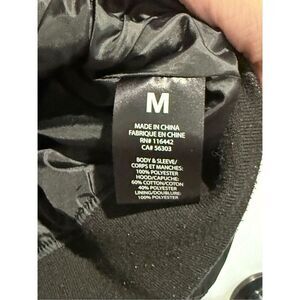 M
MADE IN CHINA
FABRIQUE EN CHINE
RN# 116442
CA# 56303
BODY & SLEEVE/
CORPS ET MANCHES:
100% POLYESTER
HOOD/CAPUCHE:
60% COTTON/COTON
40% POLYESTER
LINING/DOUBLURE:
100% POLYESTER